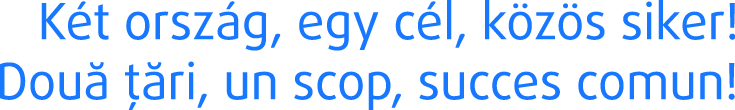 Két ország, egy cél, közös siker!
Două țări, un scop, succes comun!